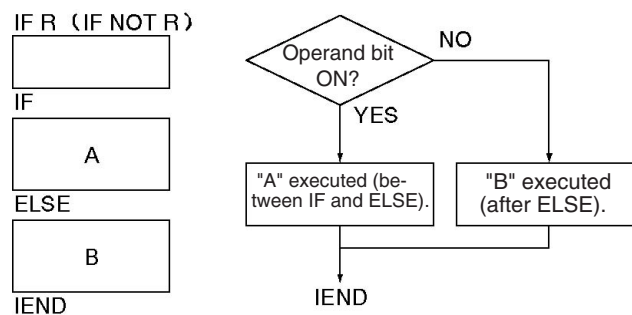 IF R (IF NOT R)
IF
A
ELSE
B
IEND
Operand bit
ON?
NO
YES
"A" executed (be-
tween IF and ELSE).
"B" executed
(after ELSE).
IEND